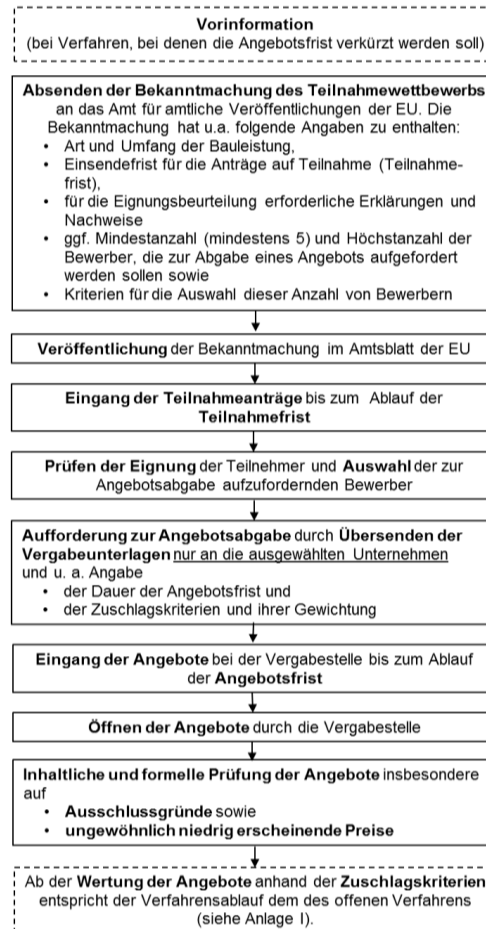 Vorinformation
(bei Verfahren, bei denen die Angebotsfrist verkürzt werden soll)
Absenden der Bekanntmachung des Teilnahmewettbewerbs
an das Amt für amtliche Veröffentlichungen der EU. Die
Bekanntmachung hat u.a. folgende Angaben zu enthalten:
• Art und Umfang der Bauleistung,
• Einsendefrist für die Anträge auf Teilnahme (Teilnahme-
frist),
• für die Eignungsbeurteilung erforderliche Erklärungen und
Nachweise
• ggf. Mindestanzahl (mindestens 5) und Höchstanzahl der
Bewerber, die zur Abgabe eines Angebots aufgefordert
werden sollen sowie
• Kriterien für die Auswahl dieser Anzahl von Bewerbern
Veröffentlichung der Bekanntmachung im Amtsblatt der EU
Eingang der Teilnahmeanträge bis zum Ablauf der
Teilnahmefrist
Prüfen der Eignung der Teilnehmer und Auswahl der zur
Angebotsabgabe aufzufordernden Bewerber
Aufforderung zur Angebotsabgabe durch Übersenden der
Vergabeunterlagen nur an die ausgewählten Unternehmen
und u. a. Angabe
• der Dauer der Angebotsfrist und
• der Zuschlagskriterien und ihrer Gewichtung
Eingang der Angebote bei der Vergabestelle bis zum Ablauf
der Angebotsfrist
Öffnen der Angebote durch die Vergabestelle
Inhaltliche und formelle Prüfung der Angebote insbesondere
auf
• Ausschlussgründe sowie
• ungewöhnlich niedrig erscheinende Preise
Ab der Wertung der Angebote anhand der Zuschlagskriterien
entspricht der Verfahrensablauf dem des offenen Verfahrens
(siehe Anlage I).